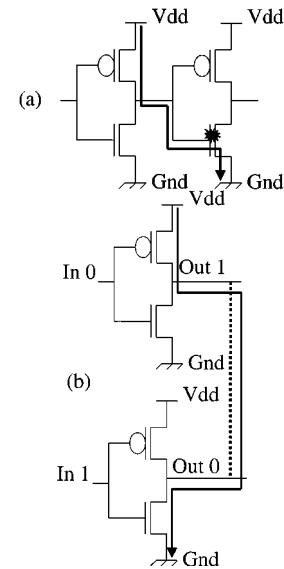 Vdd Vdd
(a)
Gnd Gnd
Vdd
In 0 Out 1
Gnd
(b)
Vdd
Out 0
In 1
Gnd